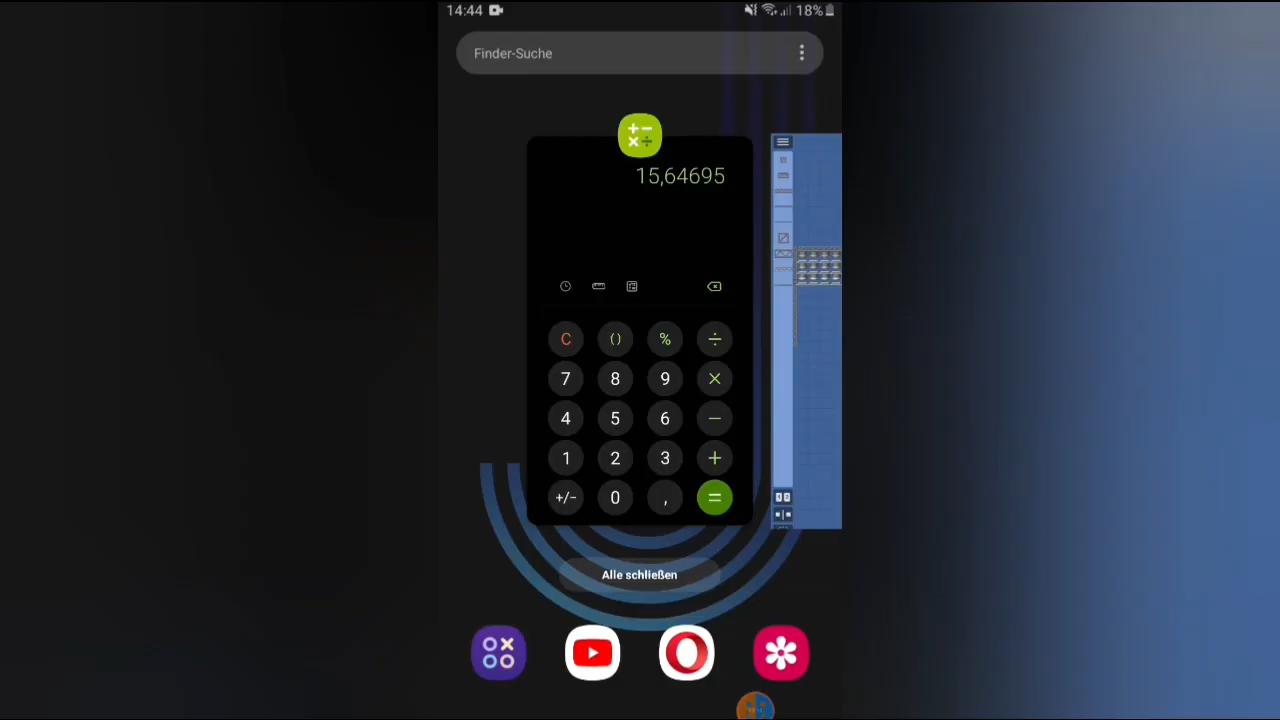 14:44 18%
Finder-Suche
15,64695
C () % ÷
7 8 9 ×
4 5 6 −
1 2 3 +
+/− 0 , =
Alle schließen